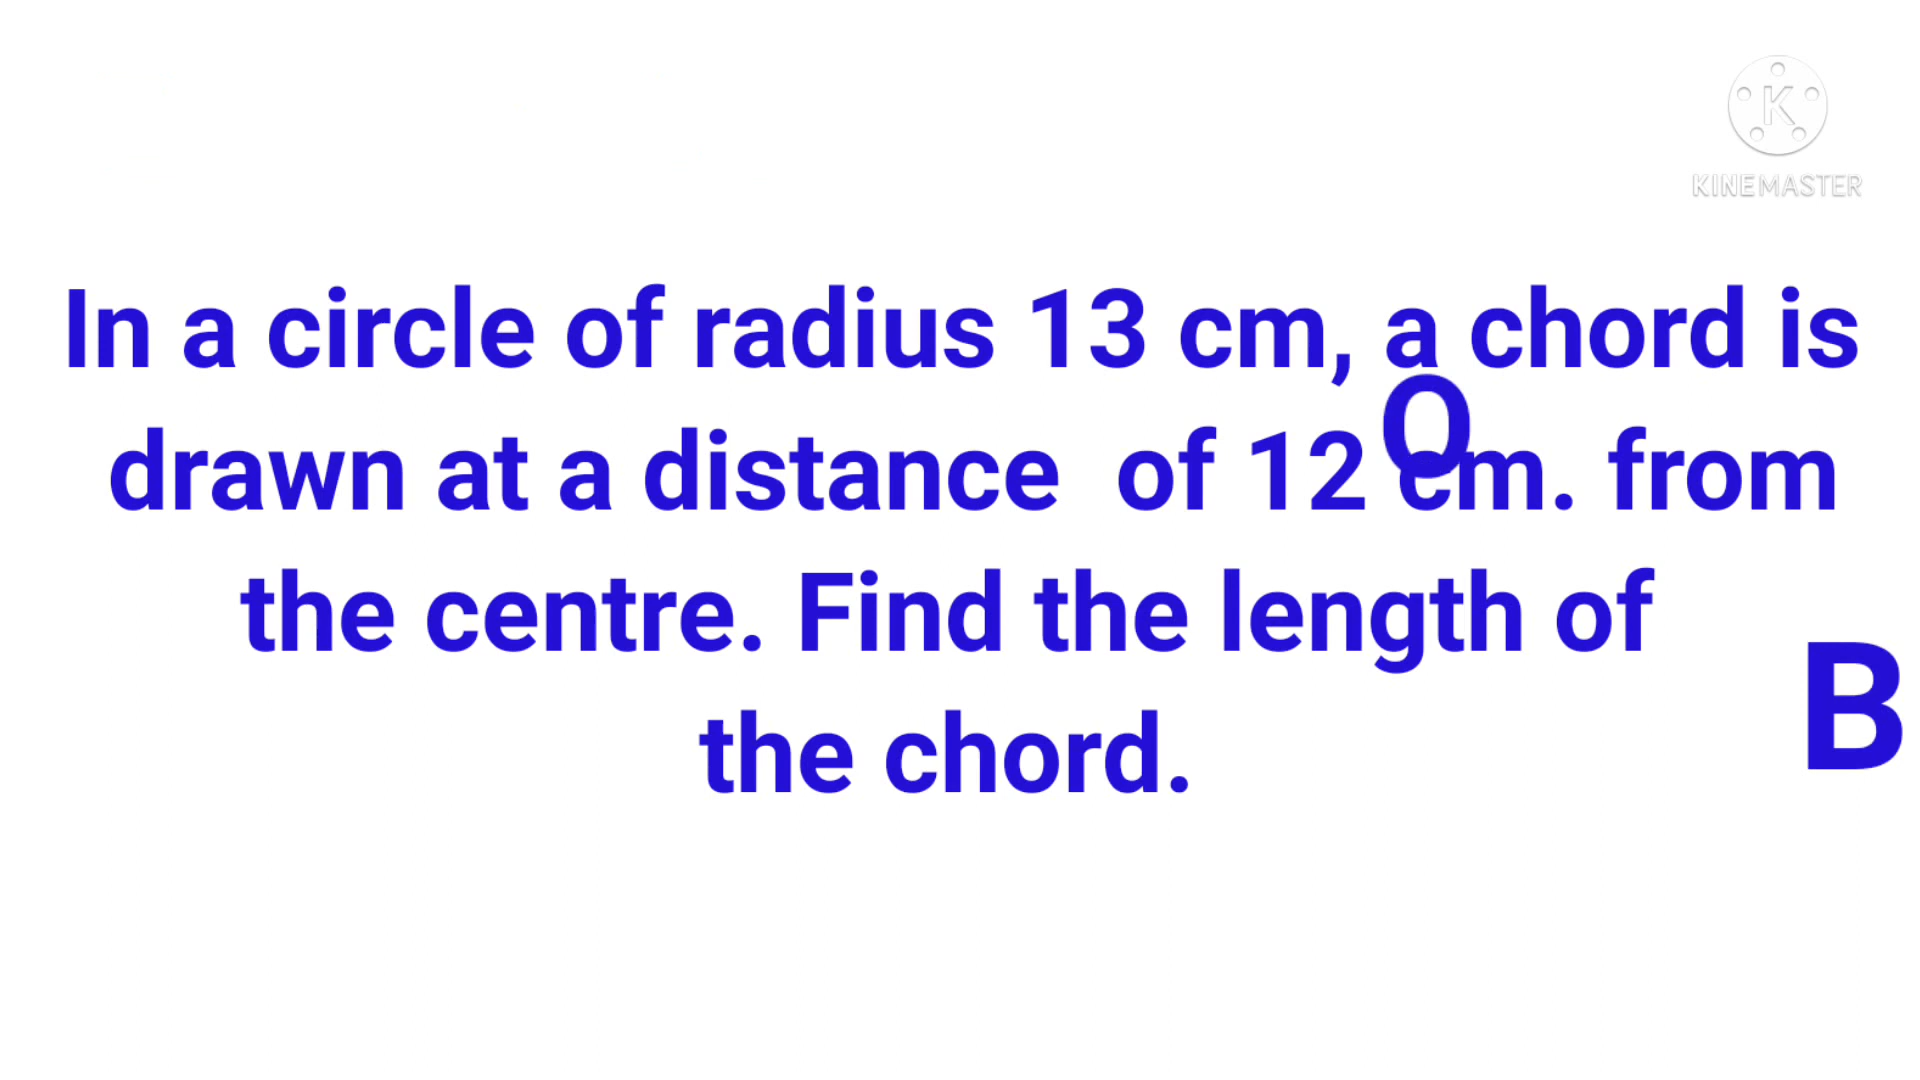 K
KINEMASTER
In a circle of radius 13 cm, a chord is
O
drawn at a distance of 12 cm. from
the centre. Find the length of
B
the chord.